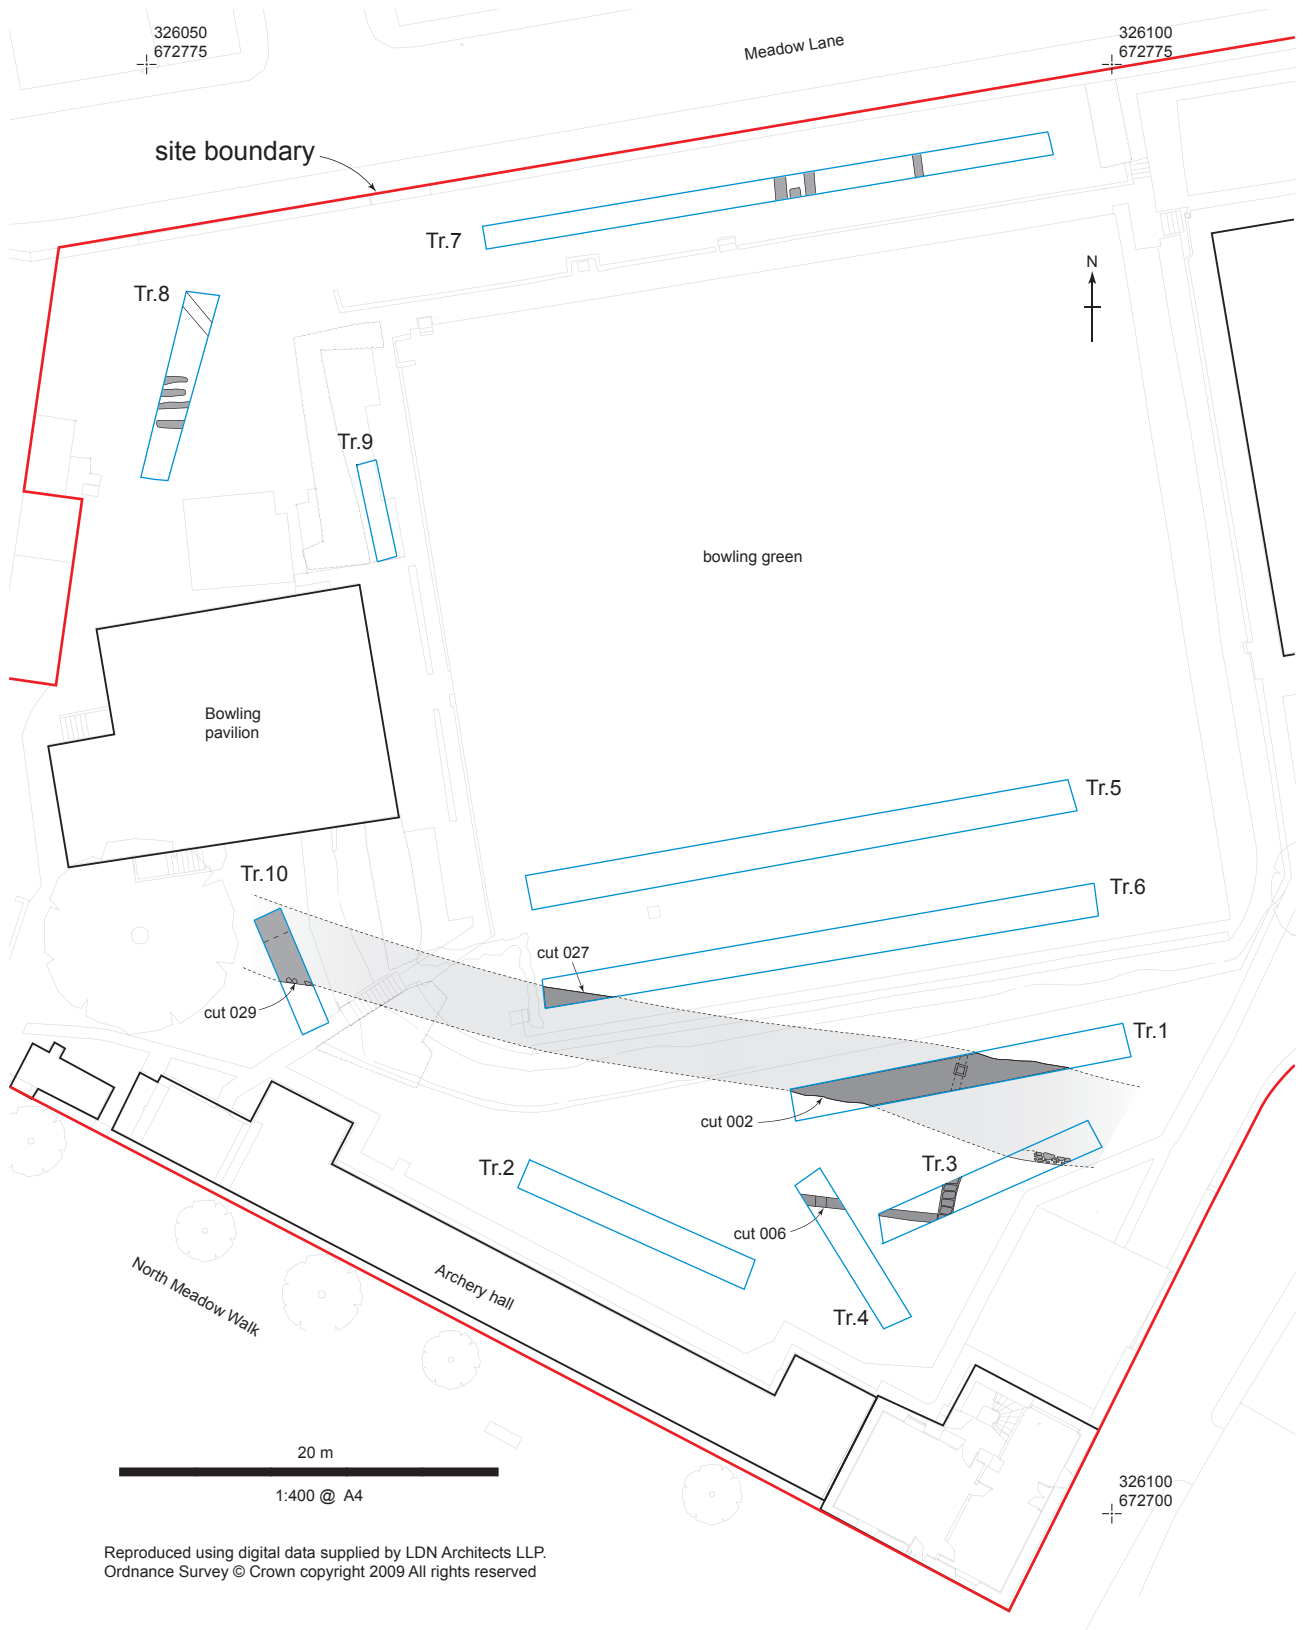 326050
672775
Meadow Lane
326100
672775
site boundary
Tr.7
N
Tr.8
Tr.9
bowling green
Bowling
pavilion
Tr.5
Tr.10
Tr.6
cut 027
cut 029
Tr.1
cut 002
Tr.2
Tr.3
cut 006
North Meadow Walk
Archery hall
Tr.4
20 m
1:400 @ A4
326100
672700
Reproduced using digital data supplied by LDN Architects LLP.
Ordnance Survey © Crown copyright 2009 All rights reserved